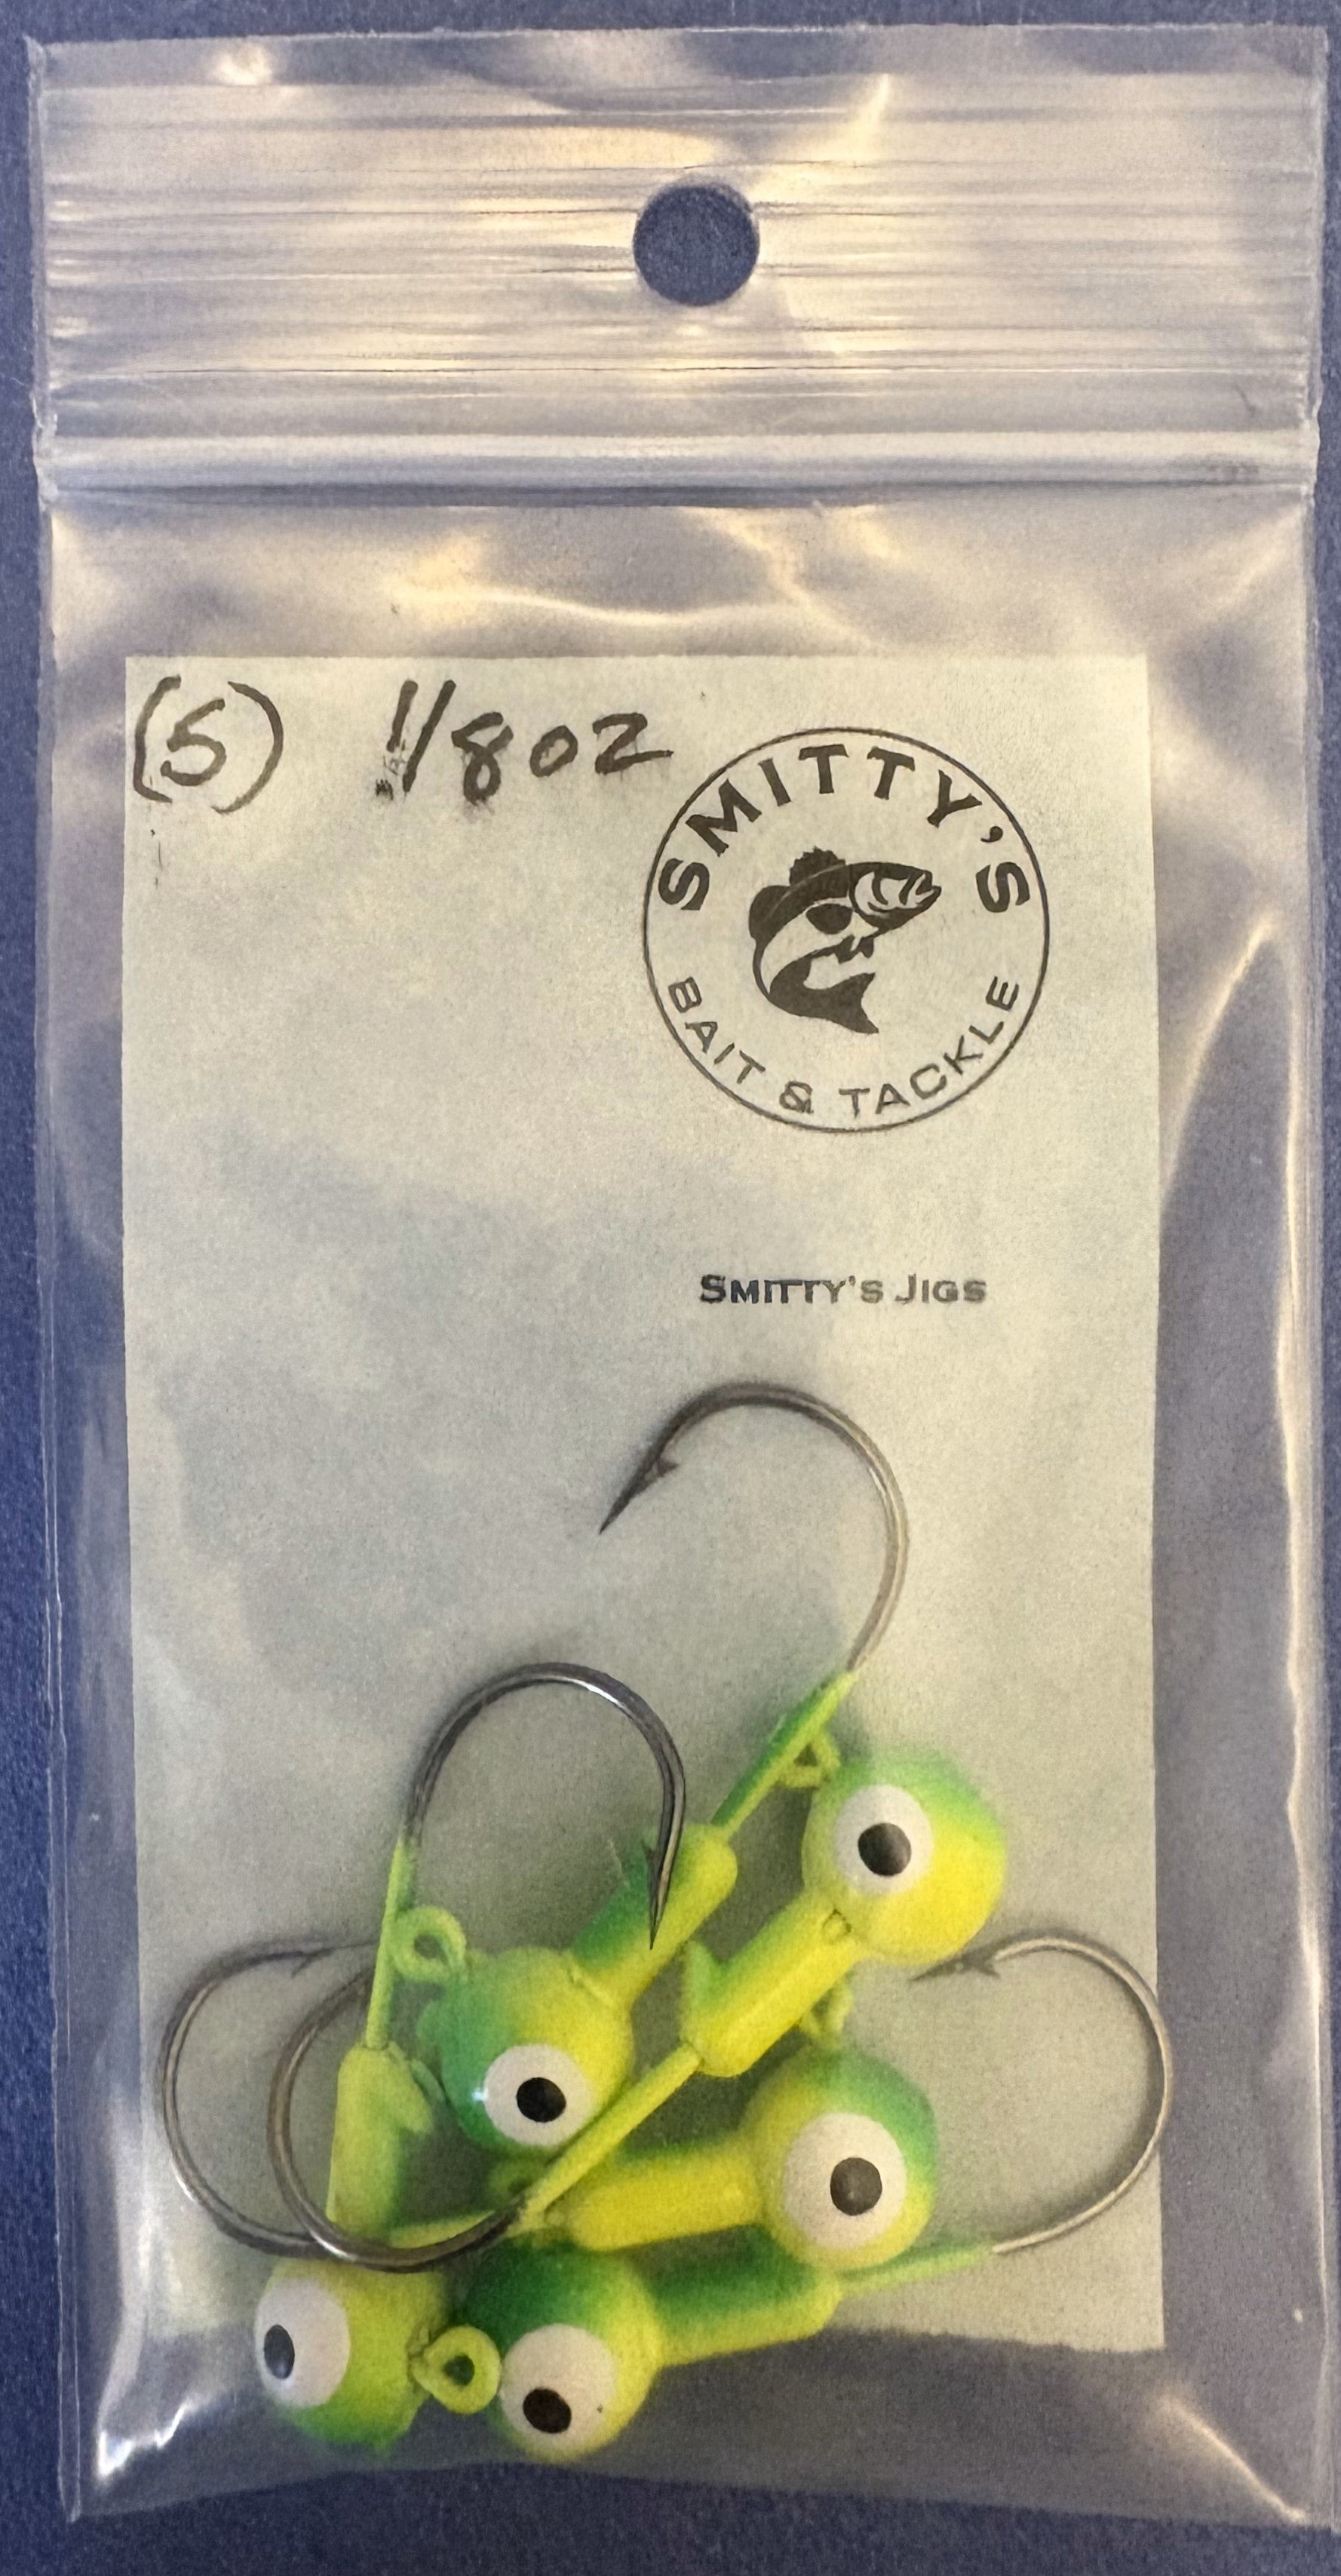 (5) 1/8oz
SMITTY'S
BAIT & TACKLE
SMITTY'S JIGS